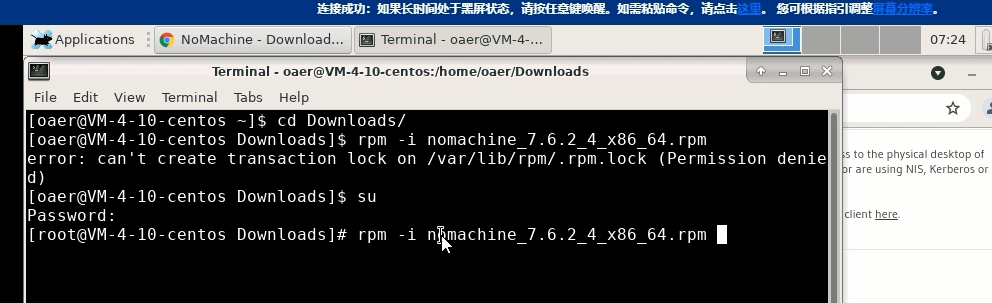 连接成功：如果长时间处于黑屏状态，请按任意键唤醒。如需粘贴命令，请点击这里。 您可根据指引调整屏幕分辨率。
Applications
NoMachine - Download...
Terminal - oaer@VM-4-...
07:24
Terminal - oaer@VM-4-10-centos:/home/oaer/Downloads
File Edit View Terminal Tabs Help
[oaer@VM-4-10-centos ~]$ cd Downloads/
[oaer@VM-4-10-centos Downloads]$ rpm -i nomachine_7.6.2_4_x86_64.rpm
error: can't create transaction lock on /var/lib/rpm/.rpm.lock (Permission denie
d)
[oaer@VM-4-10-centos Downloads]$ su
Password:
[root@VM-4-10-centos Downloads]# rpm -i nomachine_7.6.2_4_x86_64.rpm
ss to the physical desktop of
or are using NIS, Kerberos or
client here.